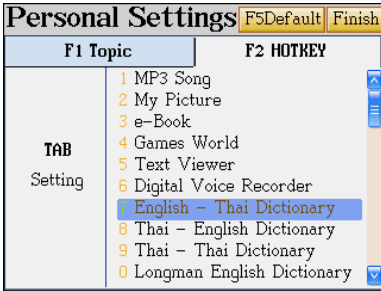 Personal Settings F5Default Finish
F1 Topic F2 HOTKEY
TAB
Setting
1 MP3 Song
2 My Picture
3 e-Book
4 Games World
5 Text Viewer
6 Digital Voice Recorder
7 English - Thai Dictionary
8 Thai - English Dictionary
9 Thai - Thai Dictionary
0 Longman English Dictionary